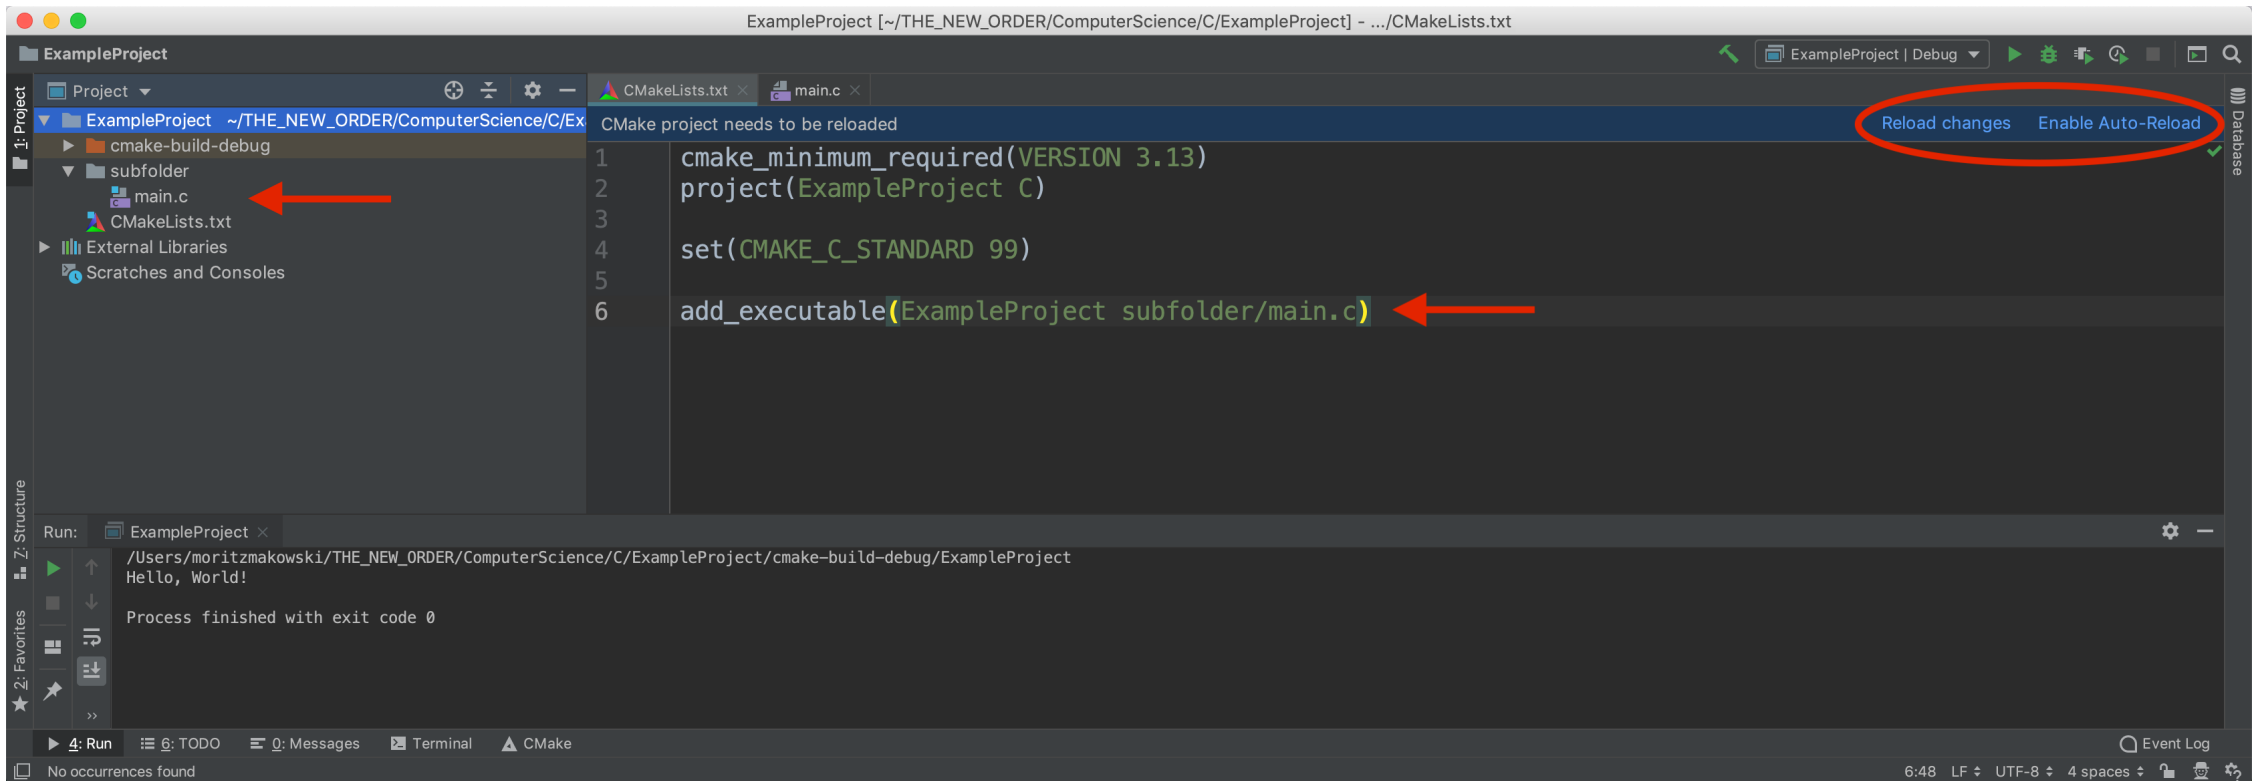 ExampleProject [~/THE_NEW_ORDER/ComputerScience/C/ExampleProject] - .../CMakeLists.txt
ExampleProject
ExampleProject | Debug
1: Project
Project
CMakeLists.txt
main.c
ExampleProject ~/THE_NEW_ORDER/ComputerScience/C/Ex
CMake project needs to be reloaded
Reload changes Enable Auto-Reload
Database
cmake-build-debug
subfolder
main.c
CMakeLists.txt
External Libraries
Scratches and Consoles
1 cmake_minimum_required(VERSION 3.13)
2 project(ExampleProject C)
3
4 set(CMAKE_C_STANDARD 99)
5
6 add_executable(ExampleProject subfolder/main.c)
Z: Structure
2: Favorites
Run: ExampleProject
/Users/moritzmakowski/THE_NEW_ORDER/ComputerScience/C/ExampleProject/cmake-build-debug/ExampleProject
Hello, World!
Process finished with exit code 0
4: Run 6: TODO 0: Messages Terminal CMake Event Log
No occurrences found 6:48 LF UTF-8 4 spaces